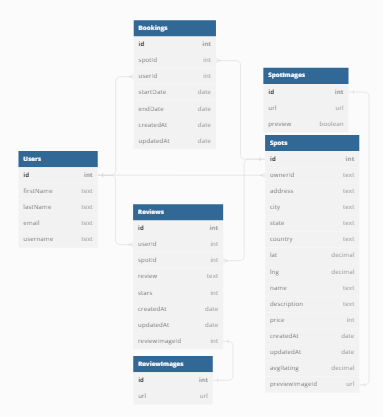 Bookings
id int
spotid int
userid int
startDate date
endDate date
createdAt date
updatedAt date
SpotImages
id int
url url
preview boolean
Users
id int
firstName text
lastName text
email text
username text
Spots
id int
ownerid text
address text
city text
state text
country text
lat decimal
lng decimal
name text
description text
price int
createdAt date
updatedAt date
avgRating decimal
previewimageid url
Reviews
id int
userid int
spotid int
review text
stars int
createdAt date
updatedAt date
reviewimageid int
ReviewImages
id int
url url